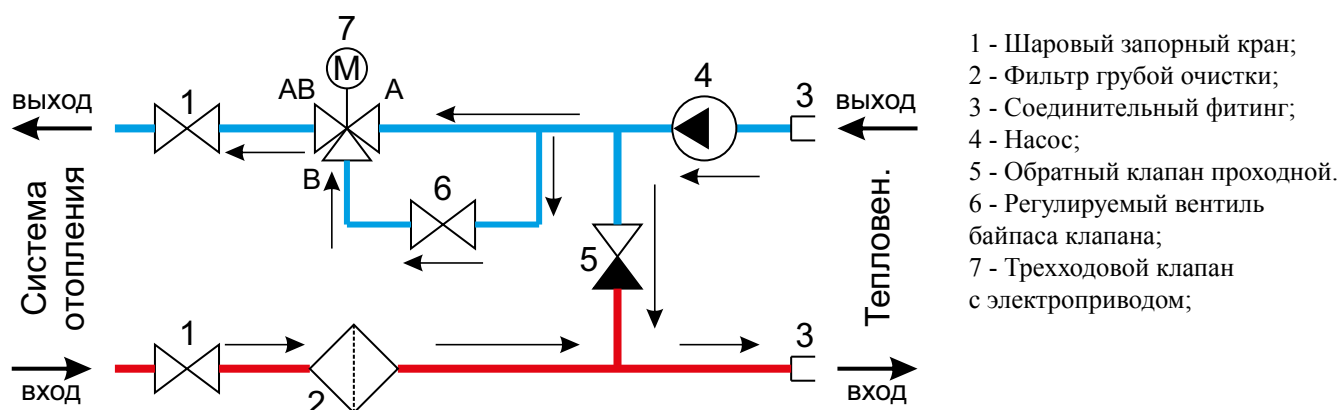 7
M
АВ
А
1
4
3
выход
выход
В
6
5
Система
отопления
Тепловен.
1
3
вход
2
вход
1 - Шаровый запорный кран;
2 - Фильтр грубой очистки;
3 - Соединительный фитинг;
4 - Насос;
5 - Обратный клапан проходной.
6 - Регулируемый вентиль
байпаса клапана;
7 - Трехходовой клапан
с электроприводом;